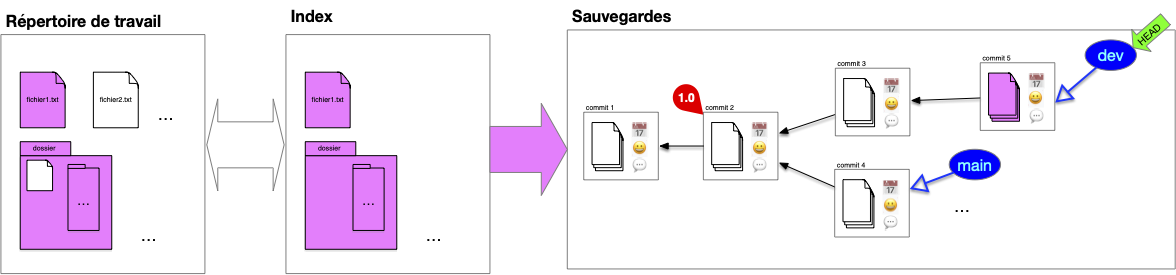 Répertoire de travail
Index
Sauvegardes
fichier1.txt
fichier2.txt
...
dossier
...
...
fichier1.txt
dossier
...
...
commit 1
17
1.0
commit 2
17
commit 3
17
commit 4
17
commit 5
17
dev
HEAD
main
...